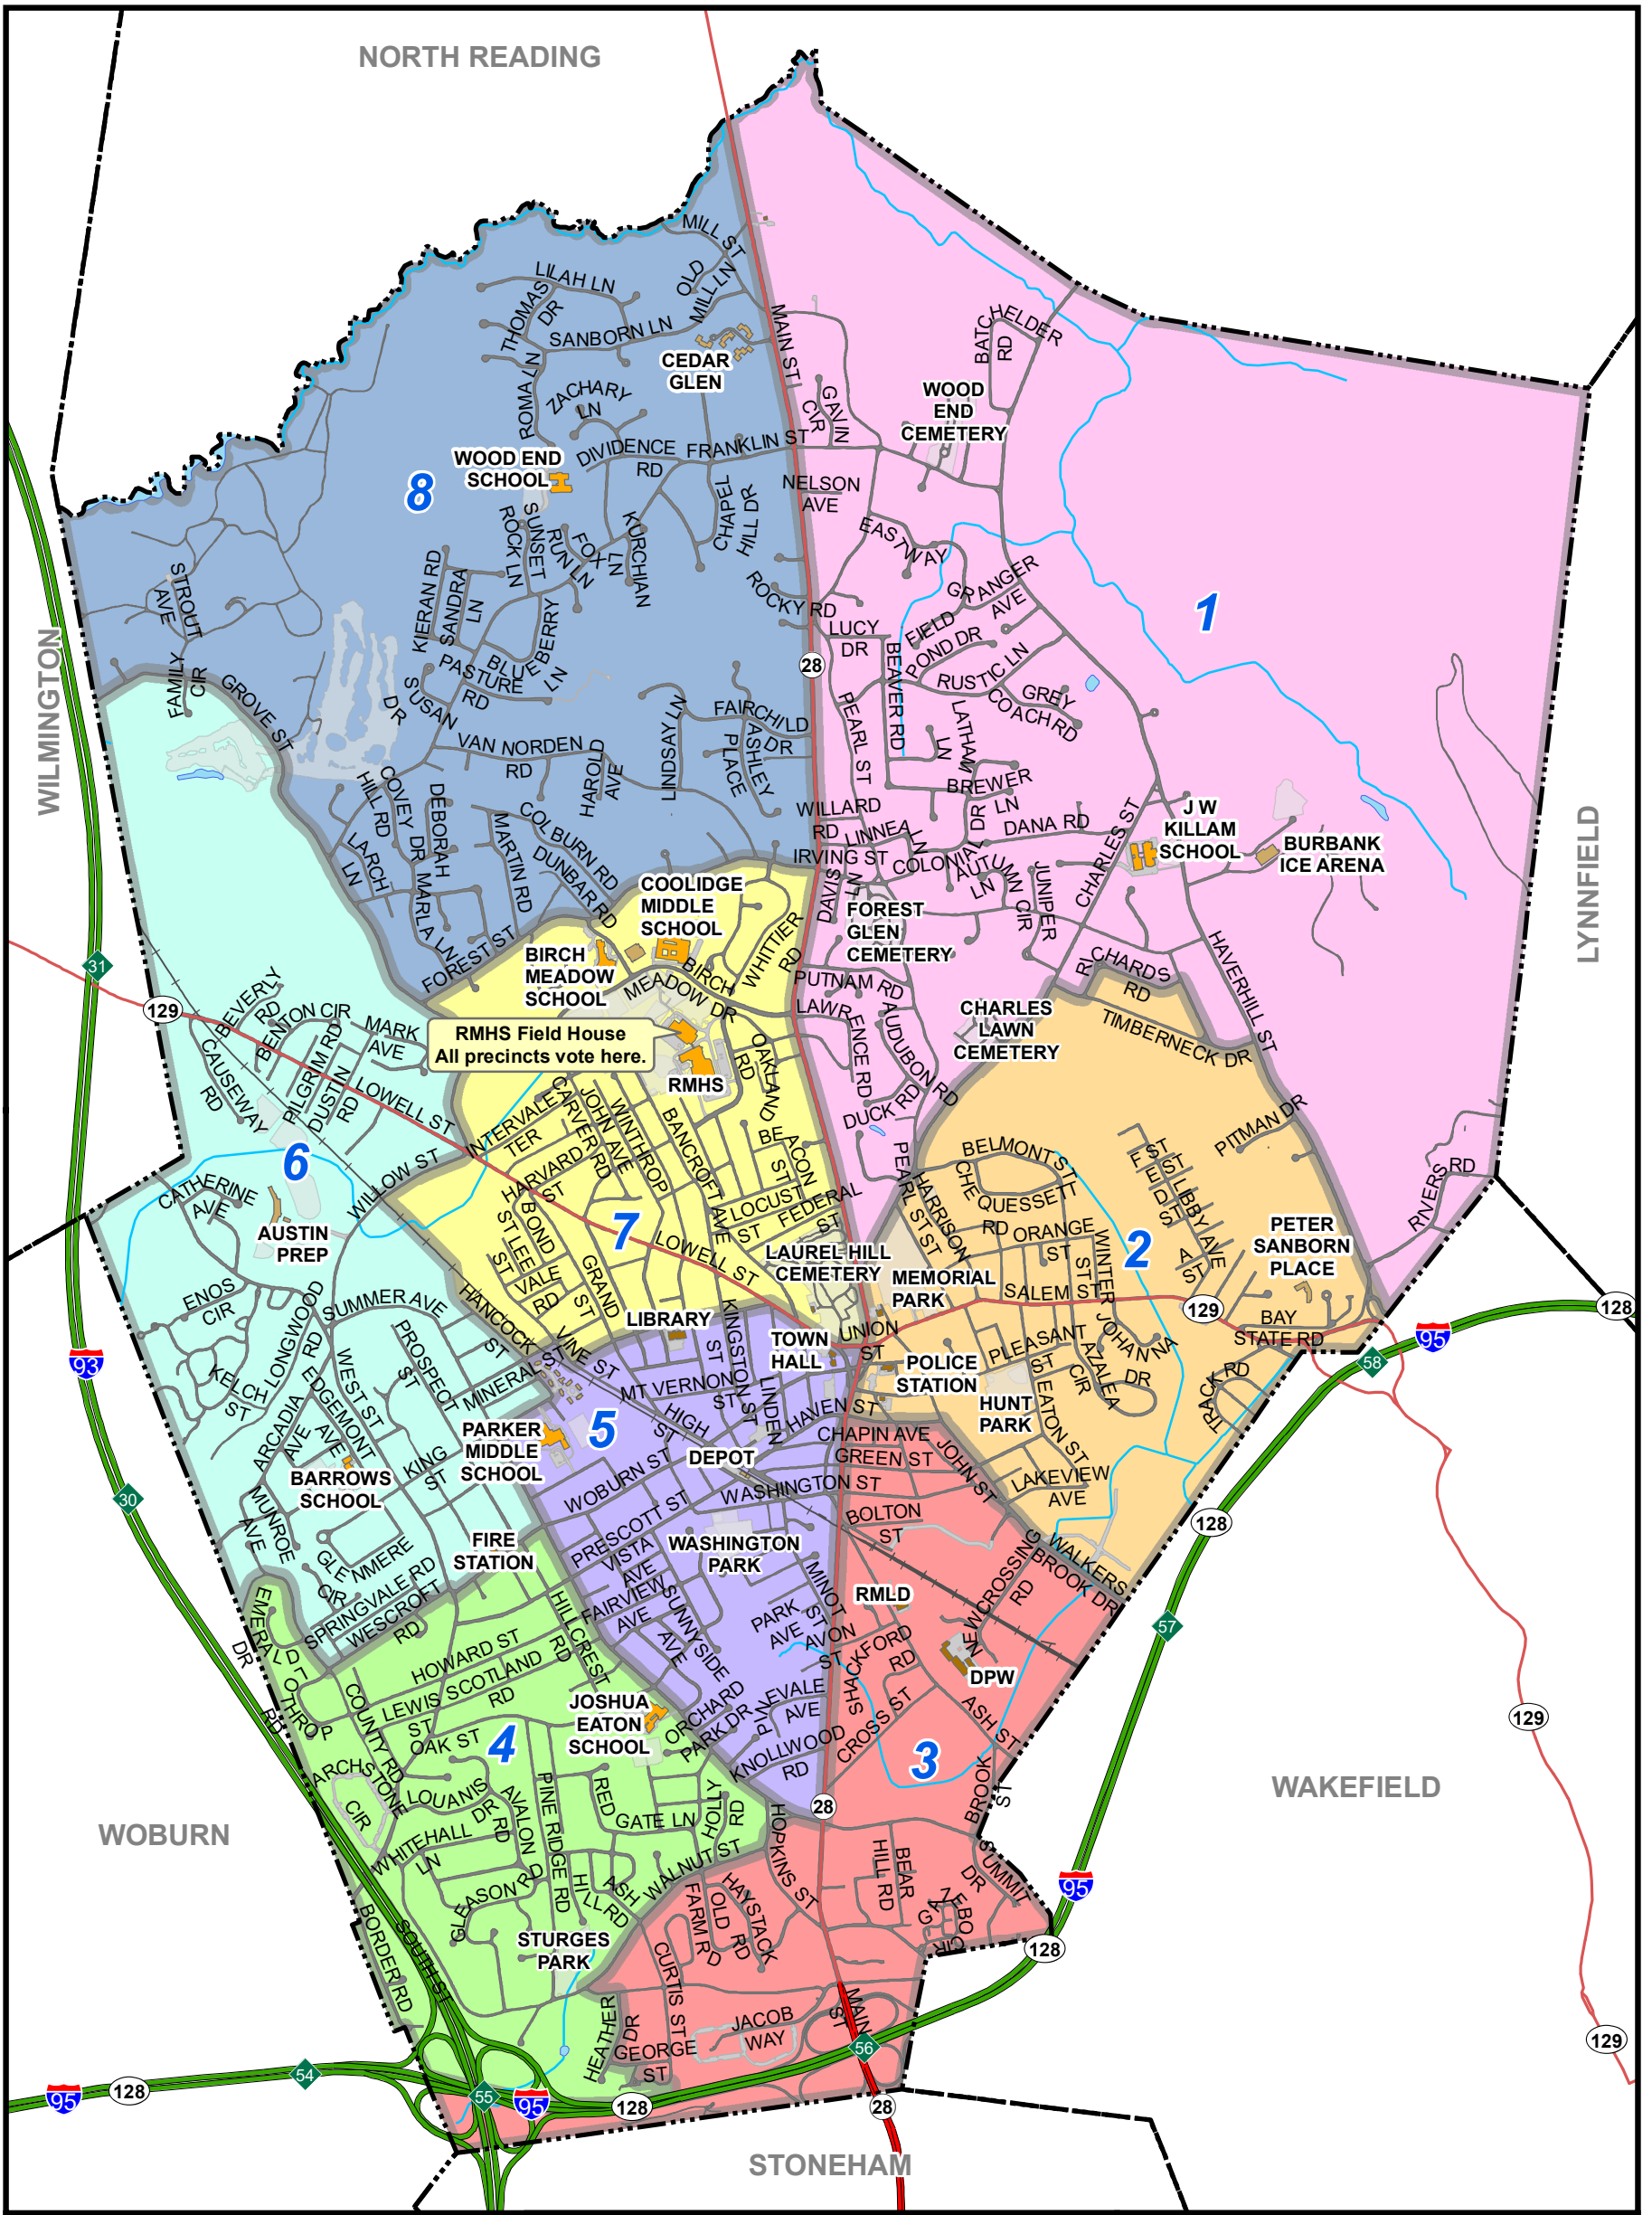 NORTH READING
MILL ST
LILAH LN
OLD
MILL LN
THOMAS
DR
SANBORN LN
MAIN ST
BATCHELDER
RD
CEDAR
GLEN
ROMA LN
ZACHARY
LN
GAVIN
CIR
WOOD
END
CEMETERY
DIVIDENCE
RD
FRANKLIN ST
WOOD END
SCHOOL
8
NELSON
AVE
CHAPEL
HILL DR
ROCK LN
SUNSET
RUN LN
FOX
LN
KURCHIAN
EASTWAY
STROUT
AVE
KIERAN RD
SANDRA
LN
GRANGER
AVE
ROCKY RD
1
LUCY
DR
FIELD
POND DR
BERRY
BLUE
LN
BEAVER RD
WILMINGTON
28
FAMILY
CIR
GROVE ST
PASTURE
RD
RUSTIC LN
GREY
COACH RD
SUSAN
DR
PEARL ST
FAIRCHILD
DR
LATHAM
LN
VAN NORDEN
RD
HAROLD
AVE
LINDSAY LN
ASHLEY
PLACE
BREWER
LN
HILL RD
COVEY
DR
DEBORAH
MARTIN RD
COLBURN RD
WILLARD
RD
LINNEA
LN
DR
DANA RD
CHARLES ST
J W
KILLAM
SCHOOL
BURBANK
ICE ARENA
LARCH
LN
DUNBAR RD
IRVING ST
COLONIAL
AUTUMN
LN
CIR
JUNIPER
MARLA LN
DAVIS
LN
COOLIDGE
MIDDLE
SCHOOL
FOREST
GLEN
CEMETERY
LYNNFIELD
FOREST ST
BIRCH
MEADOW
SCHOOL
WHITTIER
RD
BIRCH
MEADOW DR
RICHARDS
RD
HAVERHILL ST
31
129
PUTNAM RD
BEVERLY
RD
BENTON CIR
MARK
AVE
LAWRENCE RD
AUDUBON RD
CHARLES
LAWN
CEMETERY
TIMBERNECK DR
RMHS Field House
All precincts vote here.
CAUSEWAY
RD
PILGRIM RD
DUSTIN
RD
LOWELL ST
RMHS
OAKLAND
RD
DUCK RD
INTERVALE
TER
CARVER
RD
JOHN AVE
WINTHROP
BANCROFT AVE
BEACON
ST
PITMAN DR
6
WILLOW ST
HARVARD
ST
BELMONT ST
F ST
E ST
D ST
CHEQUESSETT
RD
PEARL ST
RIVERS RD
CATHERINE
AVE
LOCUST
ST
FEDERAL
ST
LIBBY AVE
AUSTIN
PREP
BOND
ST
LEE
ST
7
LOWELL ST
HARRISON
ST
ORANGE
ST
WINTER
ST
2
A
ST
PETER
SANBORN
PLACE
LAUREL HILL
CEMETERY
MEMORIAL
PARK
VALE
RD
GRAND
ST
ENOS
CIR
SUMMER AVE
HANCOCK
ST
LIBRARY
SALEM ST
129
128
LONGWOOD
RD
KINGSTON ST
TOWN
HALL
UNION
ST
BAY
STATE RD
95
93
VINE ST
PLEASANT
ST
JOHANNA
DR
58
PROSPECT
ST
WEST ST
POLICE
STATION
AZALEA
CIR
KELCH
ST
EDGEMONT
AVE
MINERAL
ST
MT VERNON
ST
ST
LINDEN
HAVEN ST
TRACK RD
ARCADIA
AVE
PARKER
MIDDLE
SCHOOL
5
HIGH
ST
HUNT
PARK
EATON ST
CHAPIN AVE
DEPOT
GREEN ST
JOHN ST
LAKEVIEW
AVE
KING
ST
BARROWS
SCHOOL
WOBURN ST
WASHINGTON ST
30
MUNROE
AVE
PRESCOTT ST
BOLTON
ST
128
FIRE
STATION
WASHINGTON
PARK
GLENMERE
CIR
VISTA
AVE
WALKERS
BROOK DR
NEWCROSSING
RD
SPRINGVALE RD
WESCROFT
RD
FAIRVIEW
AVE
MINOT
ST
RMLD
EMERALD
DR
HILLCREST
RD
SUNNYSIDE
AVE
PARK
AVE
57
AVON
ST
HOWARD ST
SHACKFORD
RD
DPW
LOTHROP
RD
LEWIS
ST
SCOTLAND
RD
JOSHUA
EATON
SCHOOL
ORCHARD
PARK DR
PINEVALE
AVE
CROSS ST
ASH ST
COUNTY RD
4
OAK ST
KNOLLWOOD
RD
3
129
ARCHSTONE
CIR
LOUANIS
DR
AVALON
RD
PINE RIDGE RD
RED
GATE LN
HOLLY
RD
BROOK
ST
WAKEFIELD
28
WOBURN
WHITEHALL
LN
WALNUT ST
HOPKINS ST
HILL RD
BEAR
SUMMIT
DR
GLEASON RD
ASH
HILL RD
HAYSTACK
RD
OLD
FARM RD
GAZEBO
CIR
95
BORDER RD
SOUTH ST
STURGES
PARK
CURTIS ST
128
MAIN
ST
JACOB
WAY
HEATHER
DR
GEORGE
ST
129
56
54
55
95
128
95
128
28
STONEHAM